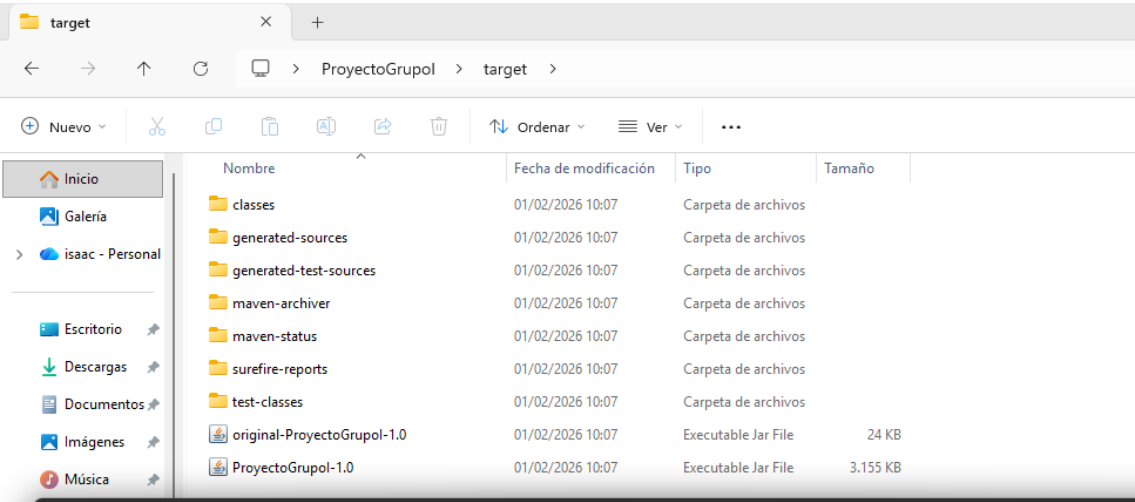 target
ProyectoGrupoI > target >
Nuevo Ordenar Ver ...
Nombre Fecha de modificación Tipo Tamaño
Inicio
Galería
isaac - Personal
Escritorio
Descargas
Documentos
Imágenes
Música
classes 01/02/2026 10:07 Carpeta de archivos
generated-sources 01/02/2026 10:07 Carpeta de archivos
generated-test-sources 01/02/2026 10:07 Carpeta de archivos
maven-archiver 01/02/2026 10:07 Carpeta de archivos
maven-status 01/02/2026 10:07 Carpeta de archivos
surefire-reports 01/02/2026 10:07 Carpeta de archivos
test-classes 01/02/2026 10:07 Carpeta de archivos
original-ProyectoGrupoI-1.0 01/02/2026 10:07 Executable Jar File 24 KB
ProyectoGrupoI-1.0 01/02/2026 10:07 Executable Jar File 3.155 KB